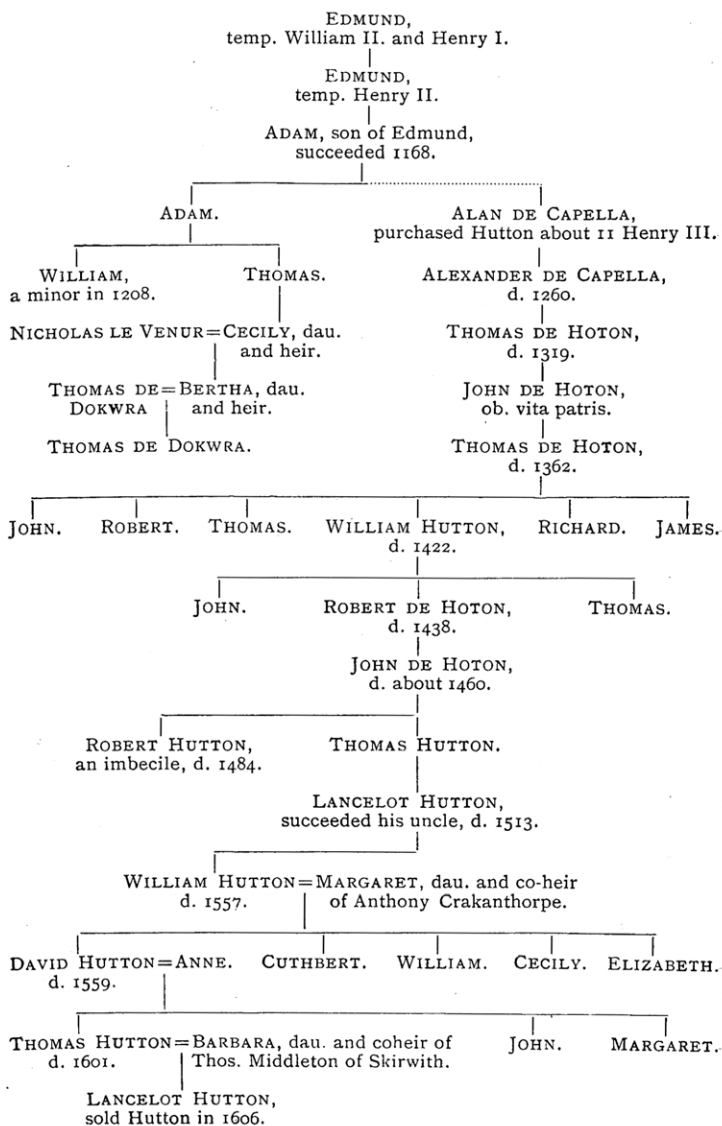 EDMUND,
temp. William II. and Henry I.
EDMUND,
temp. Henry II.
ADAM, son of Edmund,
succeeded 1168.
ADAM.
ALAN DE CAPELLA,
purchased Hutton about 11 Henry III.
WILLIAM,
a minor in 1208.
THOMAS.
ALEXANDER DE CAPELLA,
d. 1260.
NICHOLAS LE VENUR=CECILY, dau.
and heir.
THOMAS DE HOTON,
d. 1319.
THOMAS DE=BERTHA, dau.
DOKWRA and heir.
JOHN DE HOTON,
ob. vita patris.
THOMAS DE DOKWRA.
THOMAS DE HOTON,
d. 1362.
JOHN. ROBERT. THOMAS. WILLIAM HUTTON, RICHARD. JAMES.
d. 1422.
JOHN. ROBERT DE HOTON, THOMAS.
d. 1438.
JOHN DE HOTON,
d. about 1460.
ROBERT HUTTON, THOMAS HUTTON.
an imbecile, d. 1484.
LANCELOT HUTTON,
succeeded his uncle, d. 1513.
WILLIAM HUTTON=MARGARET, dau. and co-heir
d. 1557. of Anthony Crakanthorpe.
DAVID HUTTON=ANNE. CUTHBERT. WILLIAM. CECILY. ELIZABETH.
d. 1559.
THOMAS HUTTON=BARBARA, dau. and coheir of JOHN. MARGARET.
d. 1601. Thos. Middleton of Skirwith.
LANCELOT HUTTON,
sold Hutton in 1606.